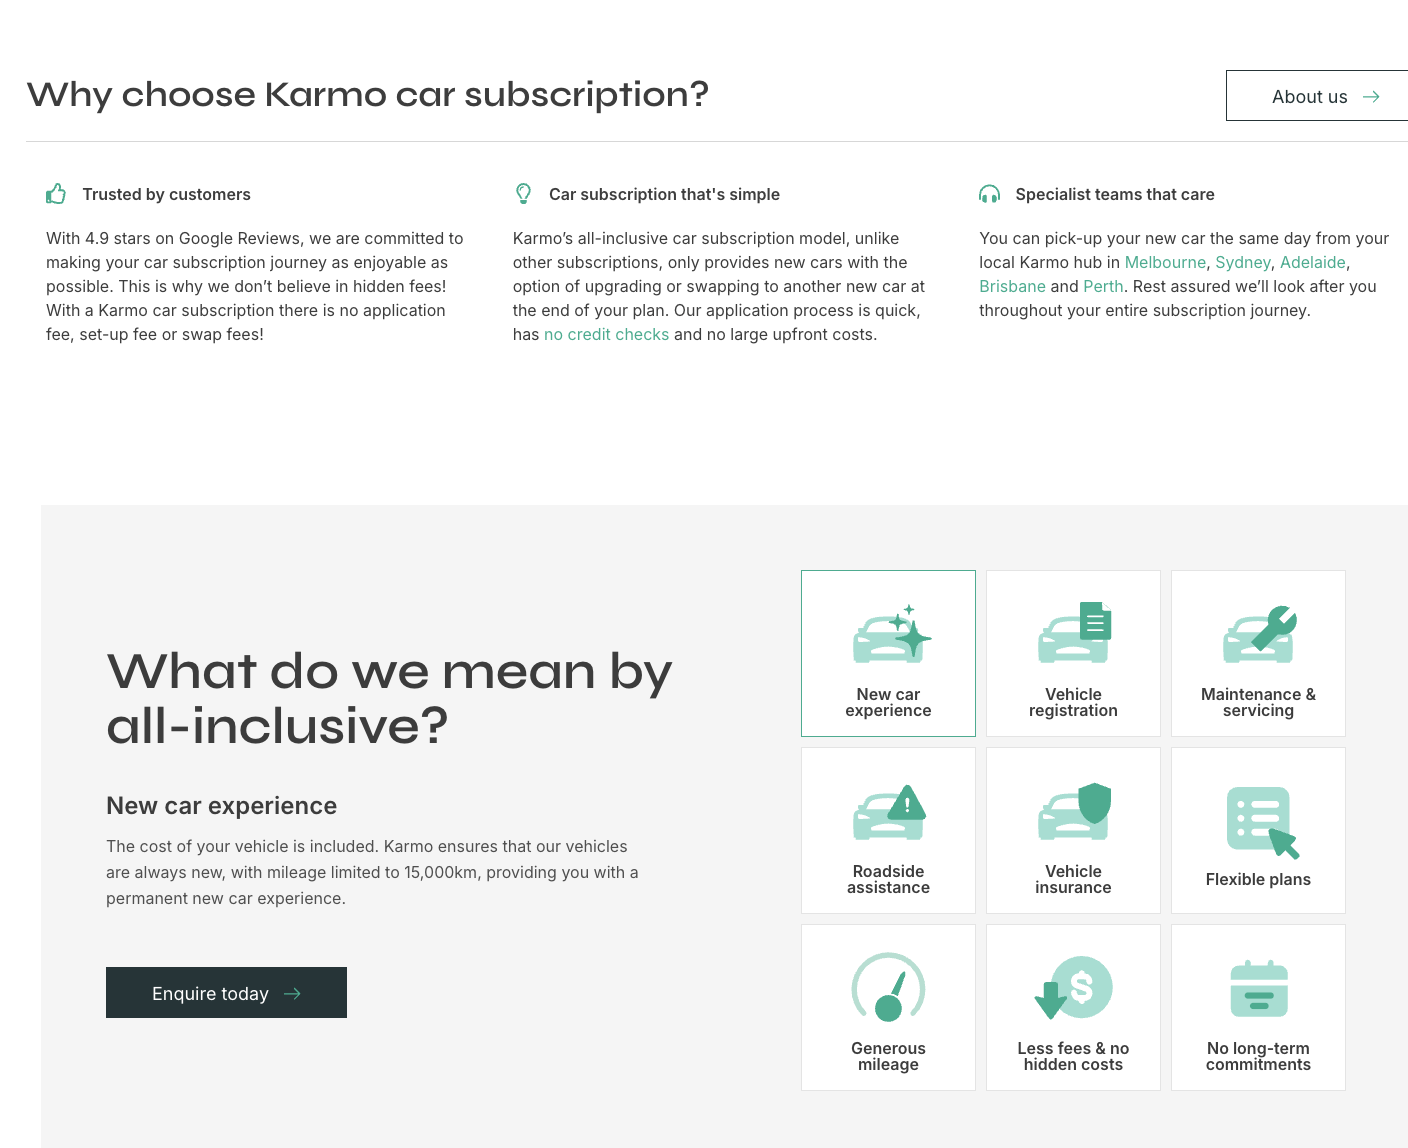 Why choose Karmo car subscription?
About us
Trusted by customers
With 4.9 stars on Google Reviews, we are committed to
making your car subscription journey as enjoyable as
possible. This is why we don’t believe in hidden fees!
With a Karmo car subscription there is no application
fee, set-up fee or swap fees!
Car subscription that's simple
Karmo’s all-inclusive car subscription model, unlike
other subscriptions, only provides new cars with the
option of upgrading or swapping to another new car at
the end of your plan. Our application process is quick,
has no credit checks and no large upfront costs.
Specialist teams that care
You can pick-up your new car the same day from your
local Karmo hub in Melbourne, Sydney, Adelaide,
Brisbane and Perth. Rest assured we’ll look after you
throughout your entire subscription journey.
What do we mean by
all-inclusive?
New car experience
The cost of your vehicle is included. Karmo ensures that our vehicles
are always new, with mileage limited to 15,000km, providing you with a
permanent new car experience.
Enquire today
New car
experience
Vehicle
registration
Maintenance &
servicing
Roadside
assistance
Vehicle
insurance
Flexible plans
Generous
mileage
$
Less fees & no
hidden costs
No long-term
commitments